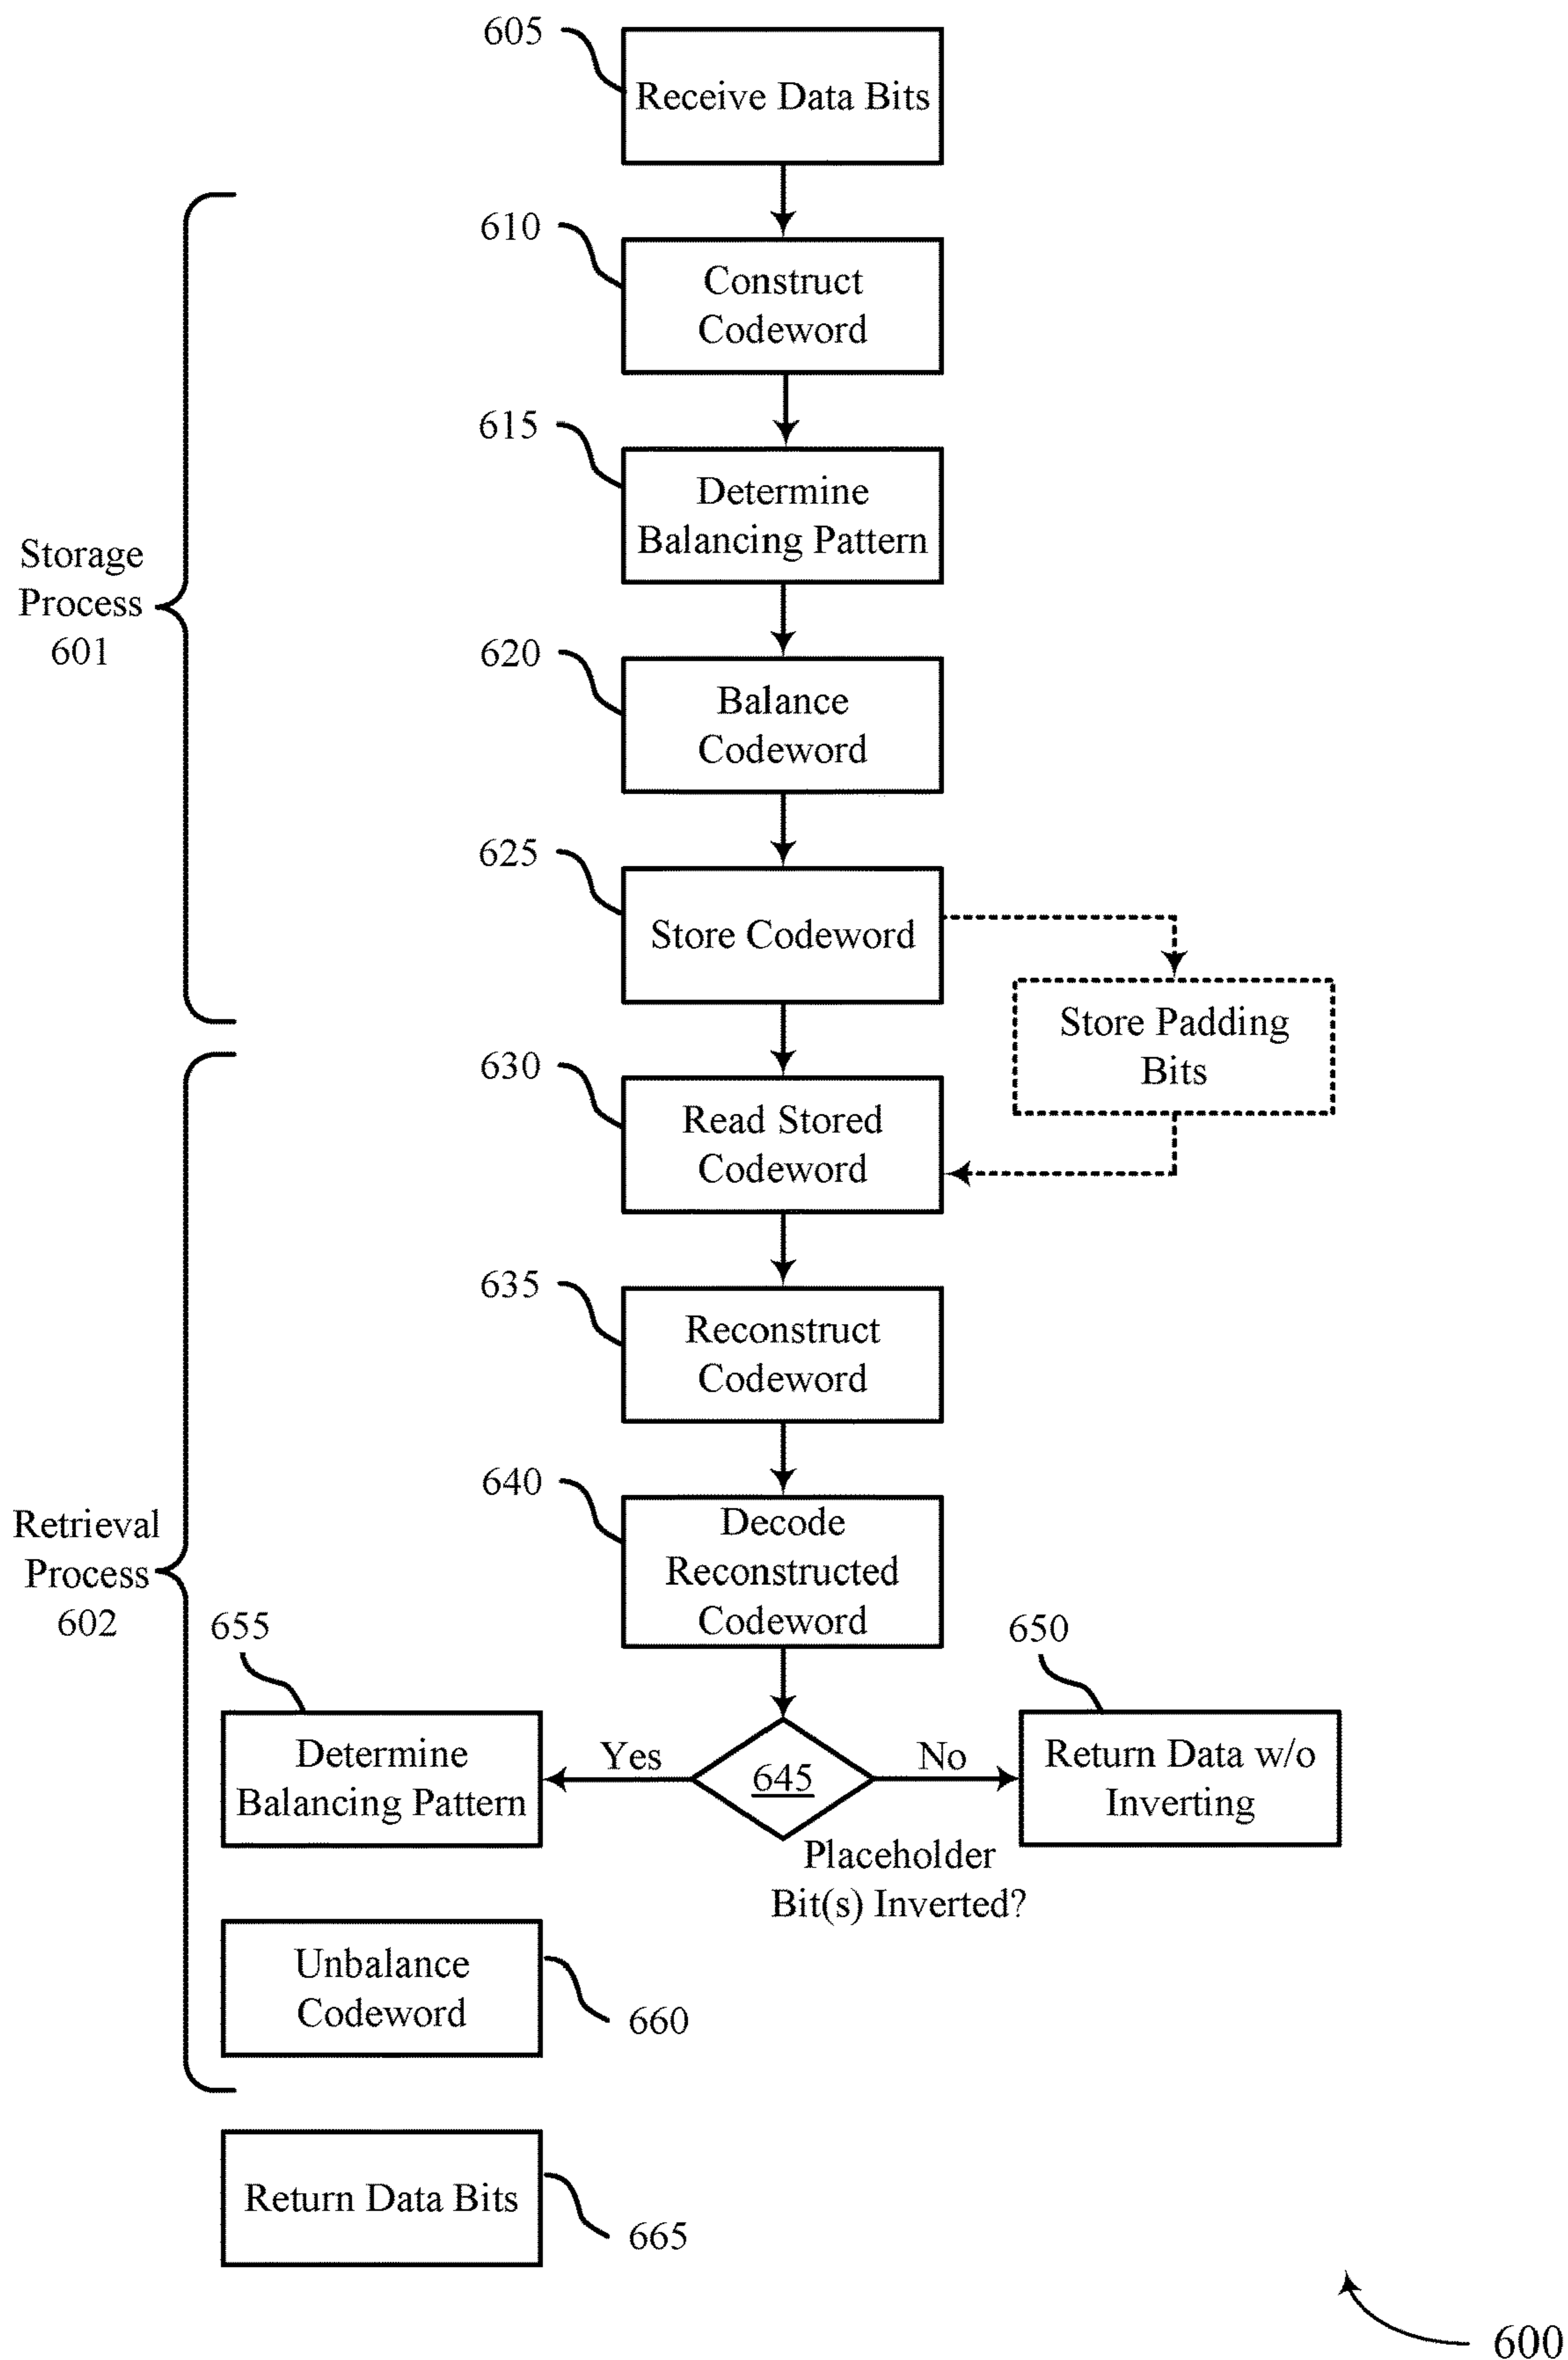 605
Receive Data Bits
610
Construct
Codeword
615
Determine
Balancing Pattern
Storage
Process
601
620
Balance
Codeword
625
Store Codeword
Store Padding
Bits
630
Read Stored
Codeword
635
Reconstruct
Codeword
640
Decode
Reconstructed
Codeword
Retrieval
Process
602
655
650
Determine
Balancing Pattern
Yes
645
No
Return Data w/o
Inverting
Placeholder
Bit(s) Inverted?
Unbalance
Codeword
660
Return Data Bits
665
600